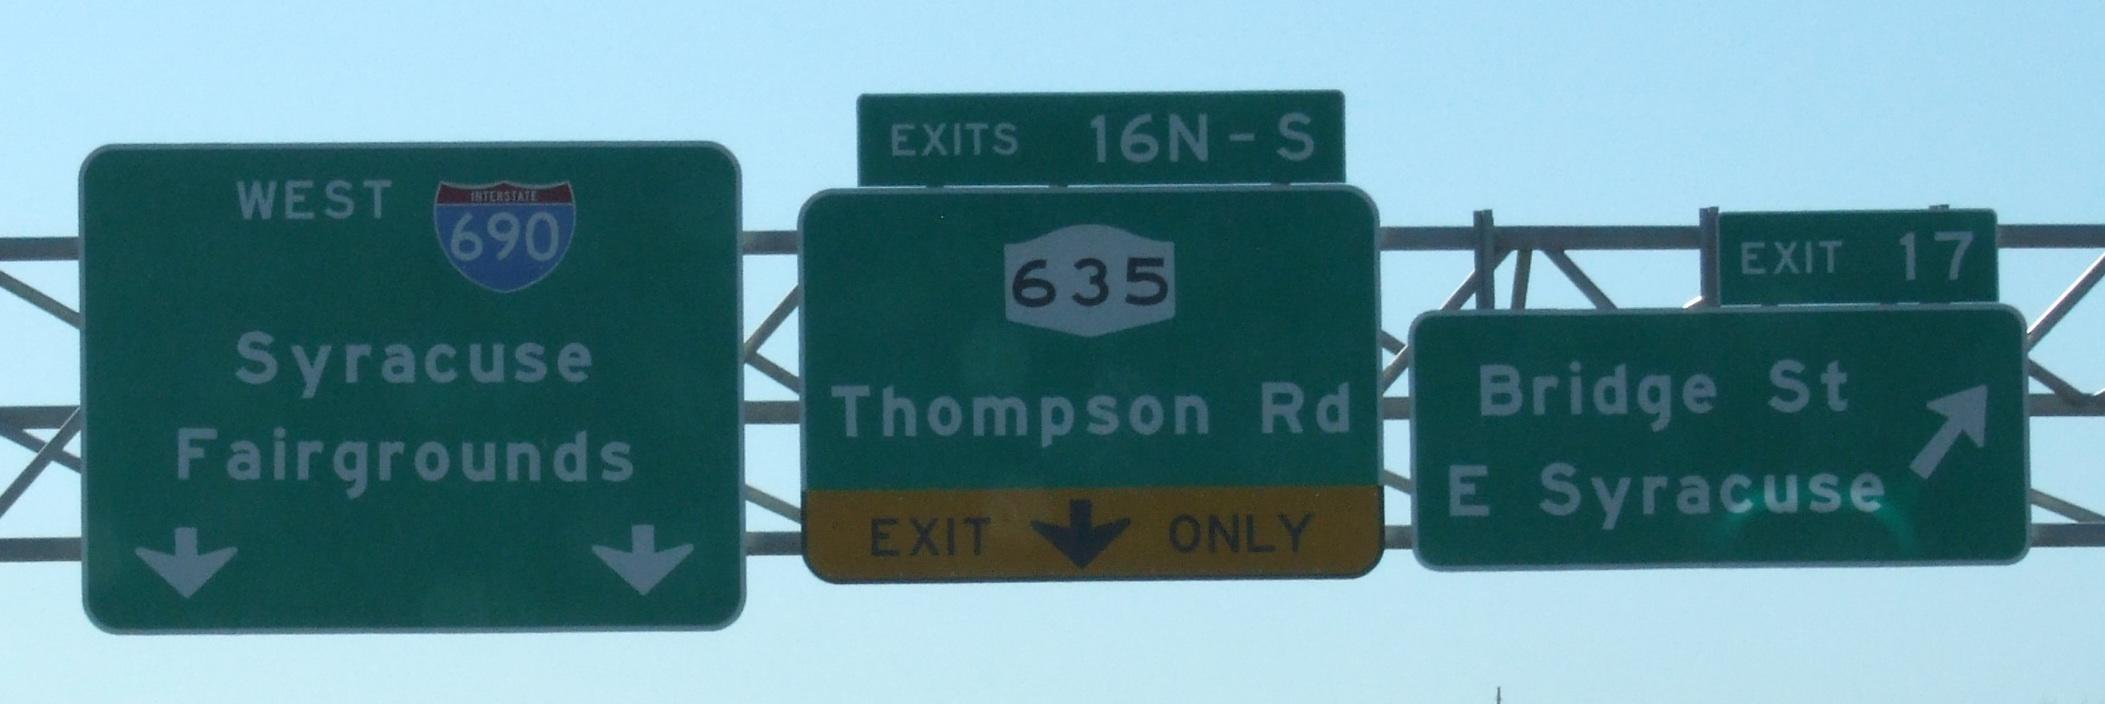 WEST INTERSTATE 690
Syracuse
Fairgrounds
EXITS 16N - S
635
Thompson Rd
EXIT ONLY
EXIT 17
Bridge St
E Syracuse